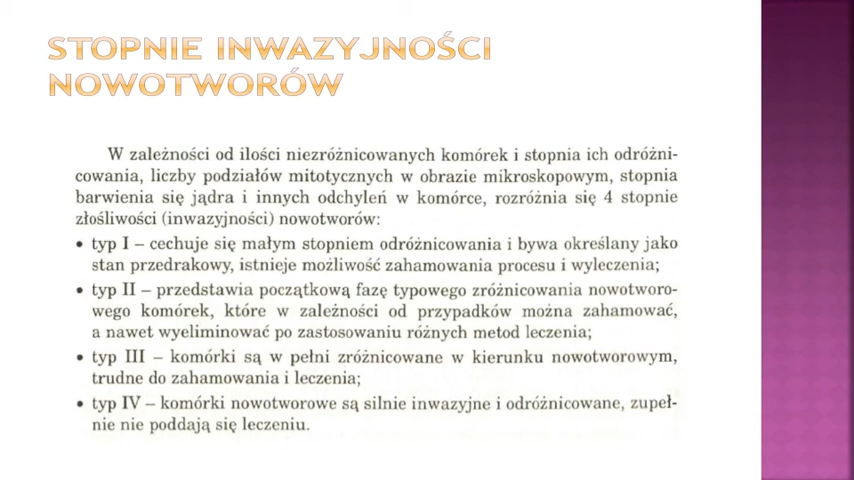 STOPNIE INWAZYJNOŚCI
NOWOTWORÓW
W zależności od ilości niezróżnicowanych komórek i stopnia ich odróżni-
cowania, liczby podziałów mitotycznych w obrazie mikroskopowym, stopnia
barwienia się jądra i innych odchyleń w komórce, rozróżnia się 4 stopnie
złośliwości (inwazyjności) nowotworów:
• typ I – cechuje się małym stopniem odróżnicowania i bywa określany jako
stan przedrakowy, istnieje możliwość zahamowania procesu i wyleczenia;
• typ II – przedstawia początkową fazę typowego zróżnicowania nowotworo-
wego komórek, które w zależności od przypadków można zahamować,
a nawet wyeliminować po zastosowaniu różnych metod leczenia;
• typ III – komórki są w pełni zróżnicowane w kierunku nowotworowym,
trudne do zahamowania i leczenia;
• typ IV – komórki nowotworowe są silnie inwazyjne i odróżnicowane, zupeł-
nie nie poddają się leczeniu.